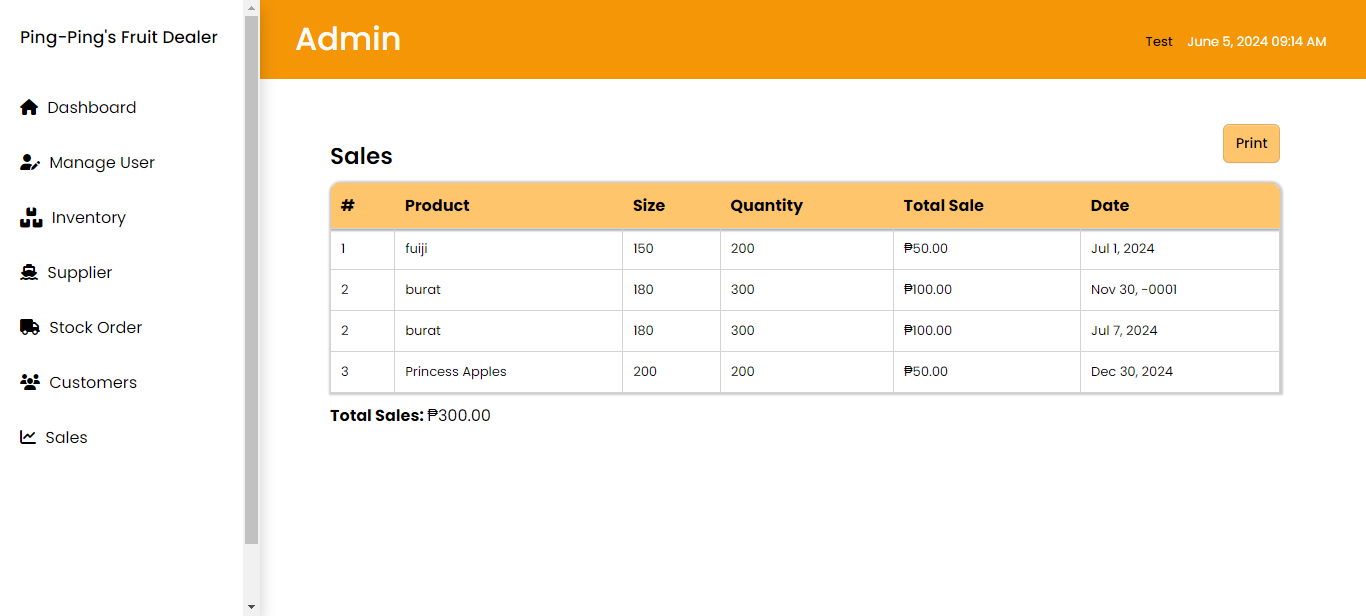 Ping-Ping's Fruit Dealer
Admin
Test June 5, 2024 09:14 AM
Dashboard
Manage User
Inventory
Supplier
Stock Order
Customers
Sales
Sales
Print
# Product Size Quantity Total Sale Date
1 fuiji 150 200 ₱50.00 Jul 1, 2024
2 burat 180 300 ₱100.00 Nov 30, -0001
2 burat 180 300 ₱100.00 Jul 7, 2024
3 Princess Apples 200 200 ₱50.00 Dec 30, 2024
Total Sales: ₱300.00